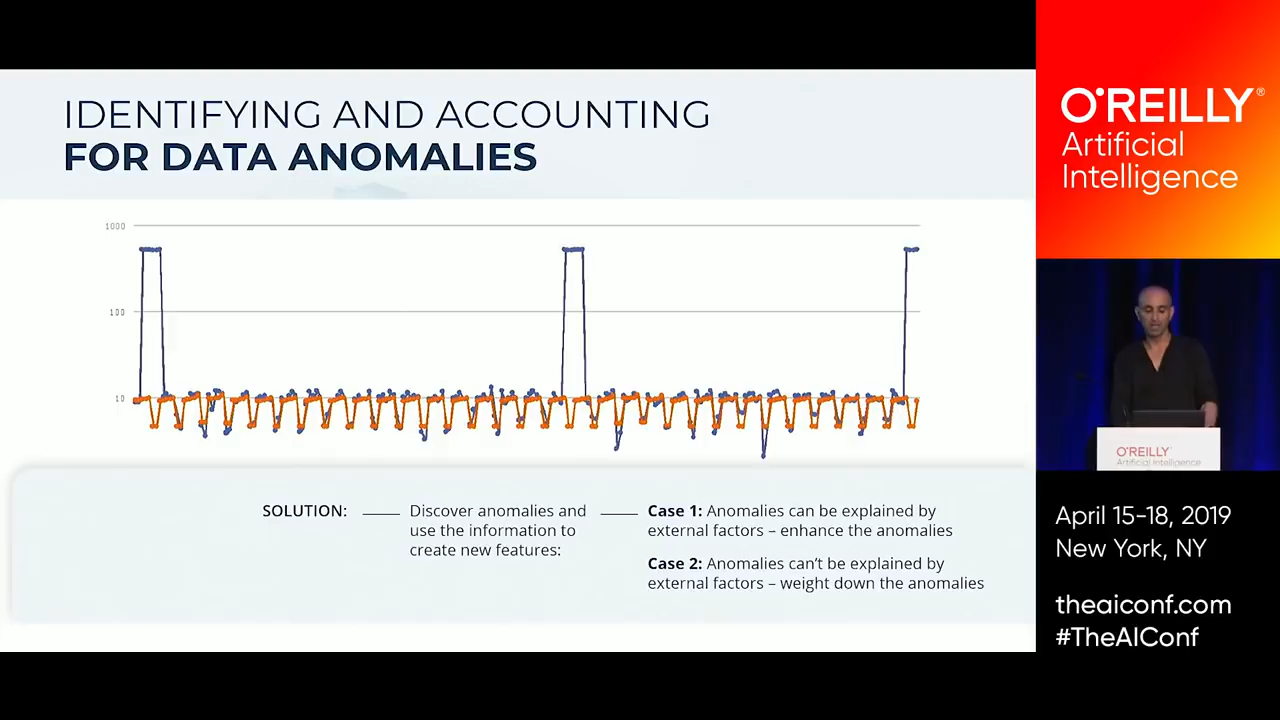 IDENTIFYING AND ACCOUNTING
FOR DATA ANOMALIES
1000
100
10
SOLUTION:
Discover anomalies and
use the information to
create new features:
Case 1: Anomalies can be explained by
external factors – enhance the anomalies
Case 2: Anomalies can't be explained by
external factors – weight down the anomalies
O'REILLY®
Artificial
Intelligence
O'REILLY
Artificial Intelligence
April 15-18, 2019
New York, NY
theaiconf.com
#TheAIConf